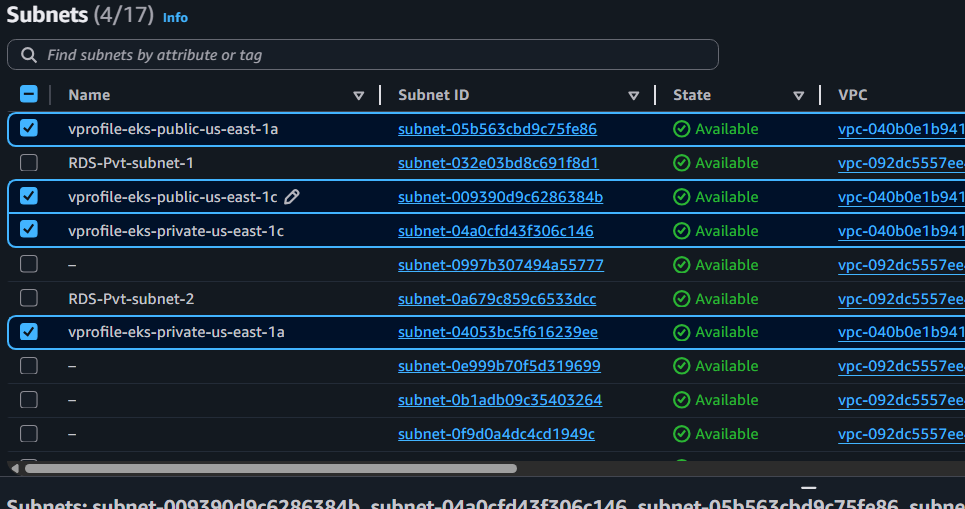 Subnets (4/17) Info
Find subnets by attribute or tag
Name Subnet ID State VPC
vprofile-eks-public-us-east-1a subnet-05b563cbd9c75fe86 Available vpc-040b0e1b941
RDS-Pvt-subnet-1 subnet-032e03bd8c691f8d1 Available vpc-092dc5557ee
vprofile-eks-public-us-east-1c subnet-009390d9c6286384b Available vpc-040b0e1b941
vprofile-eks-private-us-east-1c subnet-04a0cfd43f306c146 Available vpc-040b0e1b941
– subnet-0997b307494a55777 Available vpc-092dc5557ee
RDS-Pvt-subnet-2 subnet-0a679c859c6533dcc Available vpc-092dc5557ee
vprofile-eks-private-us-east-1a subnet-04053bc5f616239ee Available vpc-040b0e1b941
– subnet-0e999b70f5d319699 Available vpc-092dc5557ee
– subnet-0b1adb09c35403264 Available vpc-092dc5557ee
– subnet-0f9d0a4dc4cd1949c Available vpc-092dc5557ee
Subnets: subnet-009390d9c6286384b, subnet-04a0cfd43f306c146, subnet-05b563cbd9c75fe86, subne